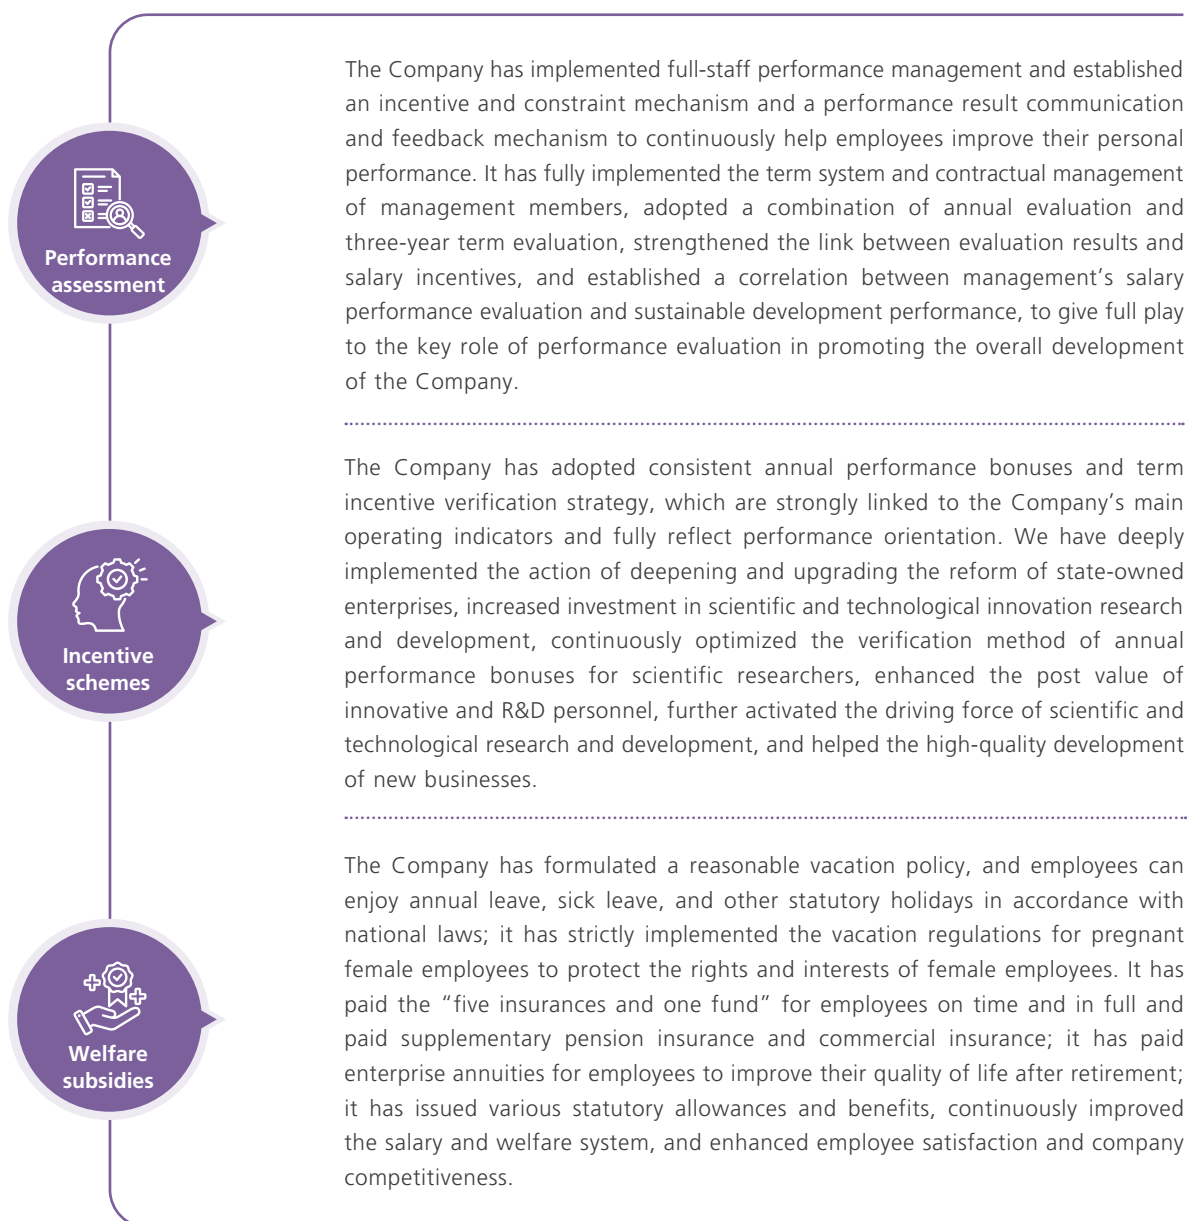 Performance
assessment
The Company has implemented full-staff performance management and established
an incentive and constraint mechanism and a performance result communication
and feedback mechanism to continuously help employees improve their personal
performance. It has fully implemented the term system and contractual management
of management members, adopted a combination of annual evaluation and
three-year term evaluation, strengthened the link between evaluation results and
salary incentives, and established a correlation between management’s salary
performance evaluation and sustainable development performance, to give full play
to the key role of performance evaluation in promoting the overall development
of the Company.
Incentive
schemes
The Company has adopted consistent annual performance bonuses and term
incentive verification strategy, which are strongly linked to the Company’s main
operating indicators and fully reflect performance orientation. We have deeply
implemented the action of deepening and upgrading the reform of state-owned
enterprises, increased investment in scientific and technological innovation research
and development, continuously optimized the verification method of annual
performance bonuses for scientific researchers, enhanced the post value of
innovative and R&D personnel, further activated the driving force of scientific and
technological research and development, and helped the high-quality development
of new businesses.
Welfare
subsidies
The Company has formulated a reasonable vacation policy, and employees can
enjoy annual leave, sick leave, and other statutory holidays in accordance with
national laws; it has strictly implemented the vacation regulations for pregnant
female employees to protect the rights and interests of female employees. It has
paid the “five insurances and one fund” for employees on time and in full and
paid supplementary pension insurance and commercial insurance; it has paid
enterprise annuities for employees to improve their quality of life after retirement;
it has issued various statutory allowances and benefits, continuously improved
the salary and welfare system, and enhanced employee satisfaction and company
competitiveness.